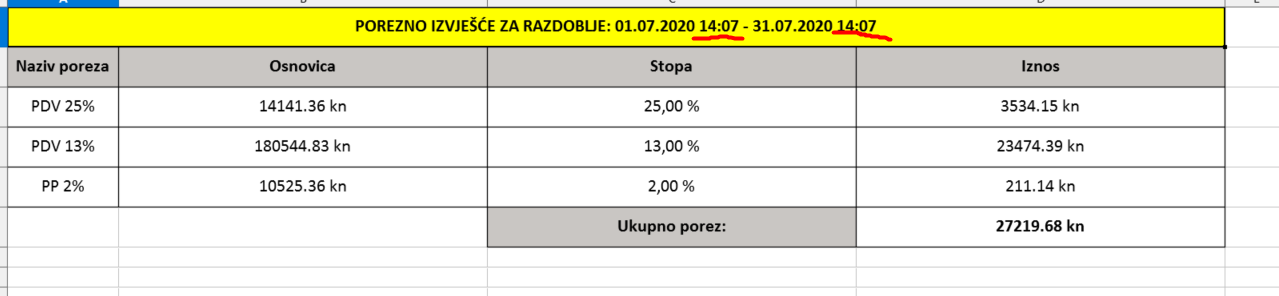 POREZNO IZVJEŠĆE ZA RAZDOBLJE: 01.07.2020 14:07 - 31.07.2020 14:07
Naziv poreza Osnovica Stopa Iznos
PDV 25% 14141.36 kn 25,00 % 3534.15 kn
PDV 13% 180544.83 kn 13,00 % 23474.39 kn
PP 2% 10525.36 kn 2,00 % 211.14 kn
Ukupno porez: 27219.68 kn